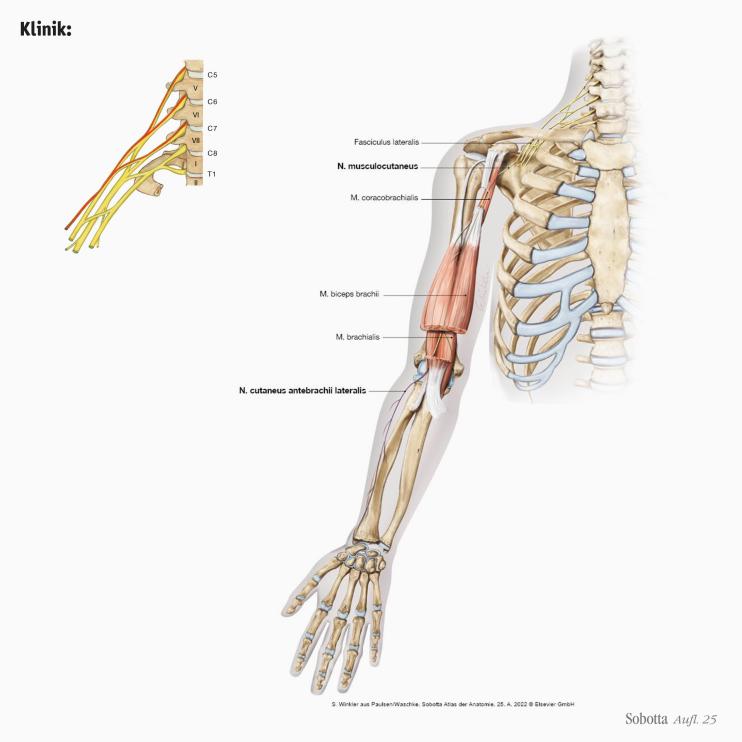 Klinik:
C5
V
C6
VI
C7
VII
C8
I
T1
II
Fasciculus lateralis
N. musculocutaneus
M. coracobrachialis
M. biceps brachii
M. brachialis
N. cutaneus antebrachii lateralis
S. Winkler aus Paulsen/Waschke, Sobotta Atlas der Anatomie, 25. A. 2022 © Elsevier GmbH
Sobotta Aufl. 25